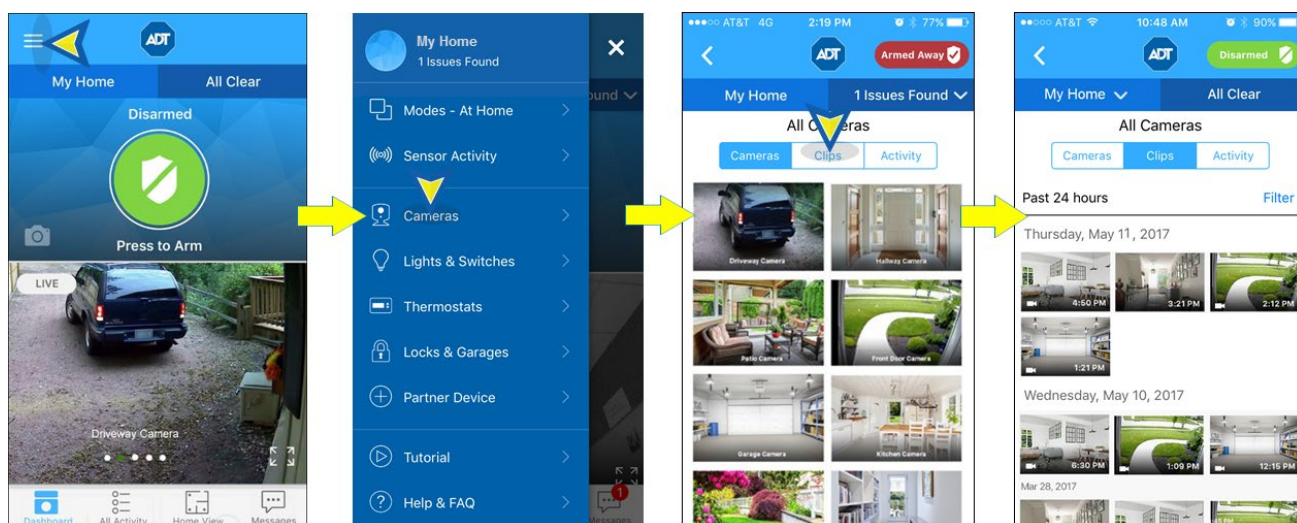 ADT
My Home
All Clear
Disarmed
Press to Arm
LIVE
Driveway Camera
Dashboard
All Activity
Home View
Messages
My Home
1 Issues Found
Modes - At Home
Sensor Activity
Cameras
Lights & Switches
Thermostats
Locks & Garages
Partner Device
Tutorial
Help & FAQ
ound
1
Messages
AT&T 4G 2:19 PM 77%
ADT
Armed Away
My Home
1 Issues Found
All Cameras
Cameras
Clips
Activity
Driveway Camera
Hallway Camera
Patio Camera
Front Door Camera
Garage Camera
Kitchen Camera
AT&T 10:48 AM 90%
ADT
Disarmed
My Home
All Clear
All Cameras
Cameras
Clips
Activity
Past 24 hours
Filter
Thursday, May 11, 2017
4:50 PM
3:21 PM
2:12 PM
1:21 PM
Wednesday, May 10, 2017
6:30 PM
1:09 PM
12:15 PM
Mar 28, 2017